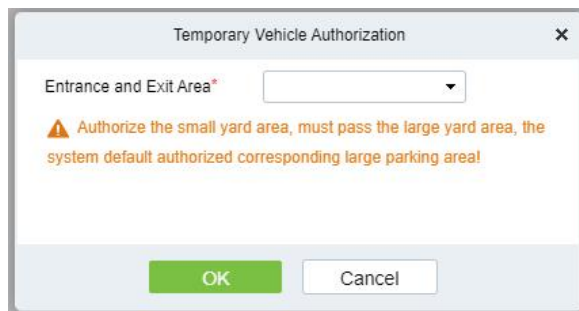 Temporary Vehicle Authorization
Entrance and Exit Area*
Authorize the small yard area, must pass the large yard area, the
system default authorized corresponding large parking area!
OK
Cancel